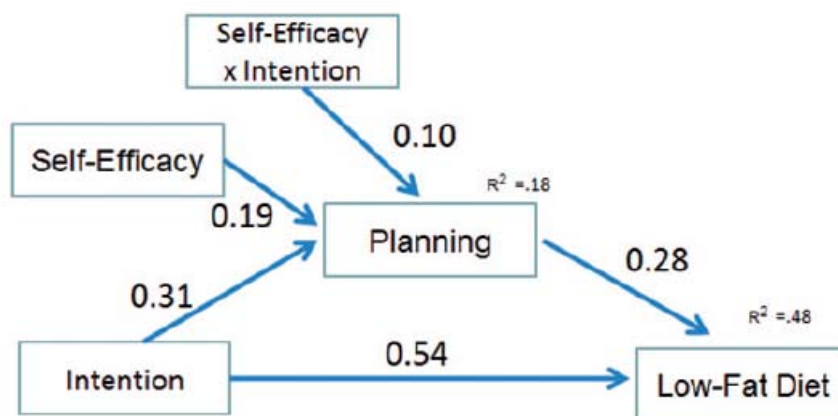 Self-Efficacy
x Intention
0.10
Self-Efficacy
R² =.18
0.19
Planning
0.28
0.31
R² =.48
0.54
Intention
Low-Fat Diet